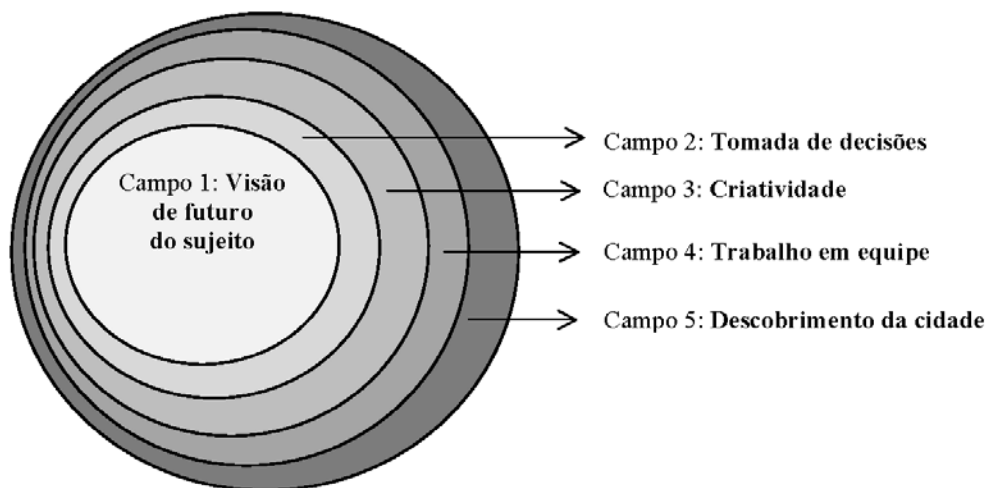 Campo 1: Visão
de futuro
do sujeito
Campo 2: Tomada de decisões
Campo 3: Criatividade
Campo 4: Trabalho em equipe
Campo 5: Descobrimento da cidade